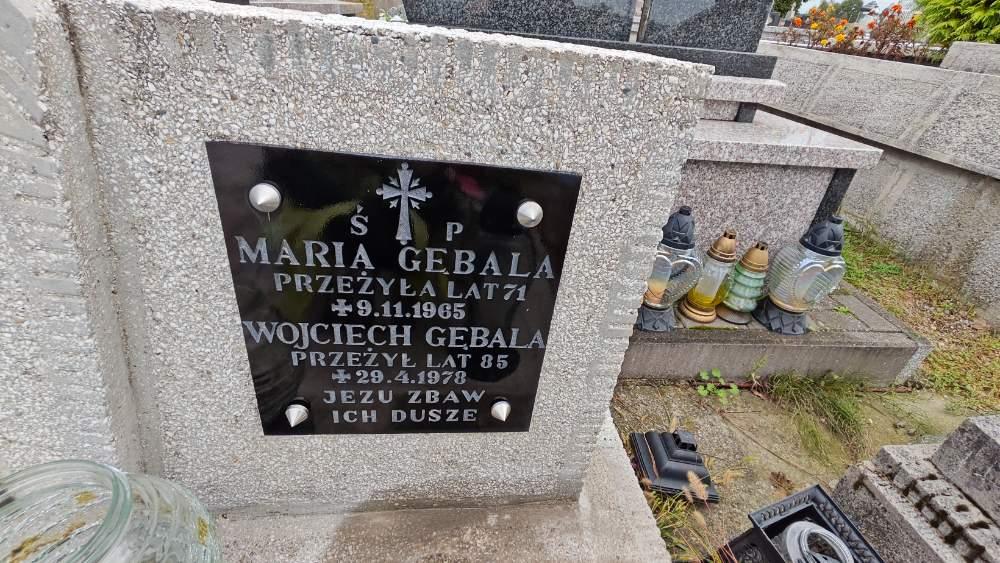 Ś P
MARIA GĘBALA
PRZEŻYŁA LAT 71
9.11.1965
WOJCIECH GĘBALA
PRZEŻYŁ LAT 85
29.4.1978
JEZU ZBAW
ICH DUSZE